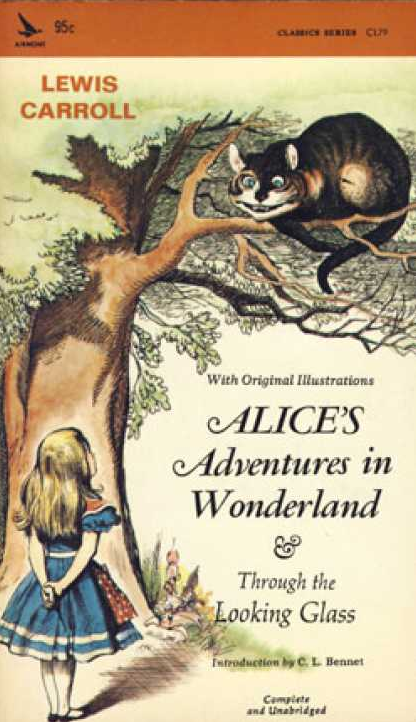 AIRMONT
95c
CLASSICS SERIES CL79
LEWIS
CARROLL
With Original Illustrations
ALICE'S
Adventures in
Wonderland
&
Through the
Looking Glass
Introduction by C. L. Bennet
Complete
and Unabridged